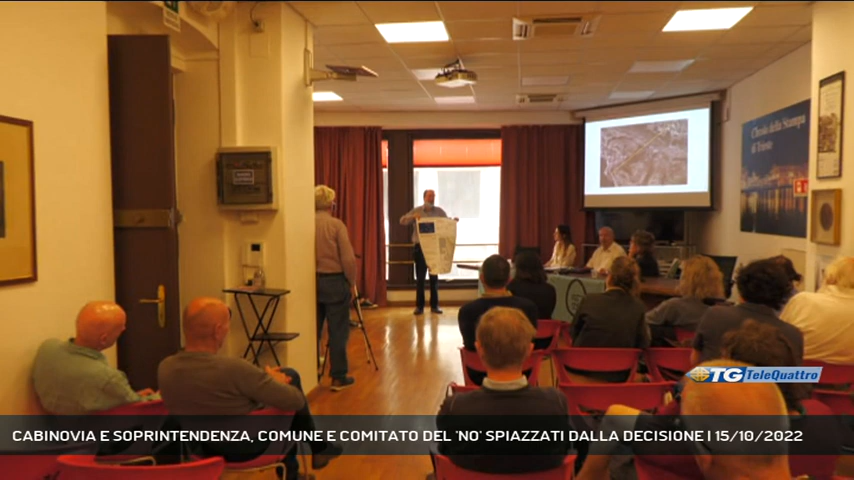 Circolo della Stampa
di Trieste
TG TeleQuattro
CABINOVIA E SOPRINTENDENZA, COMUNE E COMITATO DEL "NO" SPIAZZATI DALLA DECISIONE | 15/10/2022